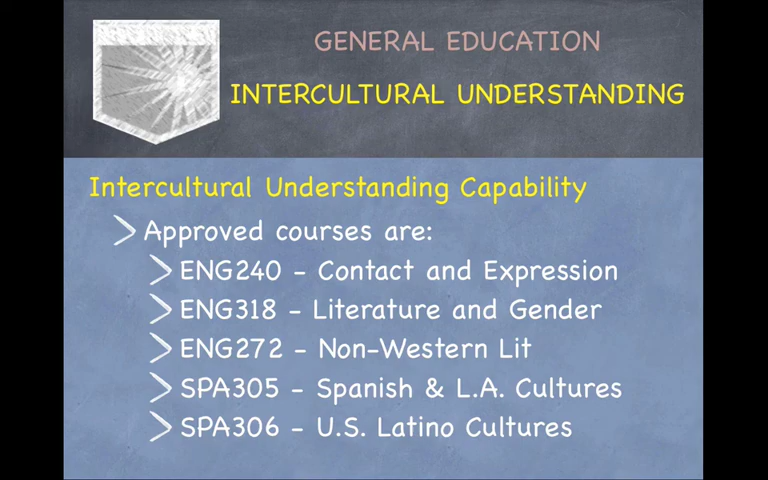 GENERAL EDUCATION
INTERCULTURAL UNDERSTANDING
Intercultural Understanding Capability
Approved courses are:
ENG240 - Contact and Expression
ENG318 - Literature and Gender
ENG272 - Non-Western Lit
SPA305 - Spanish & L.A. Cultures
SPA306 - U.S. Latino Cultures